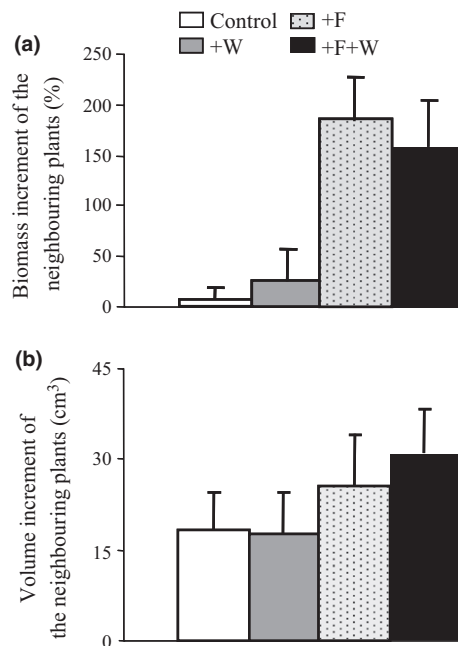 Control
+F
+W
+F+W
(a)
Biomass increment of the
neighbouring plants (%)
250
200
150
100
50
0
(b)
Volume increment of
the neighbouring plants (cm³)
45
30
15
0